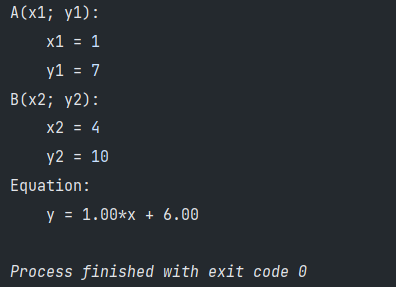 A(x1; y1):
    x1 = 1
    y1 = 7
B(x2; y2):
    x2 = 4
    y2 = 10
Equation:
    y = 1.00*x + 6.00
Process finished with exit code 0